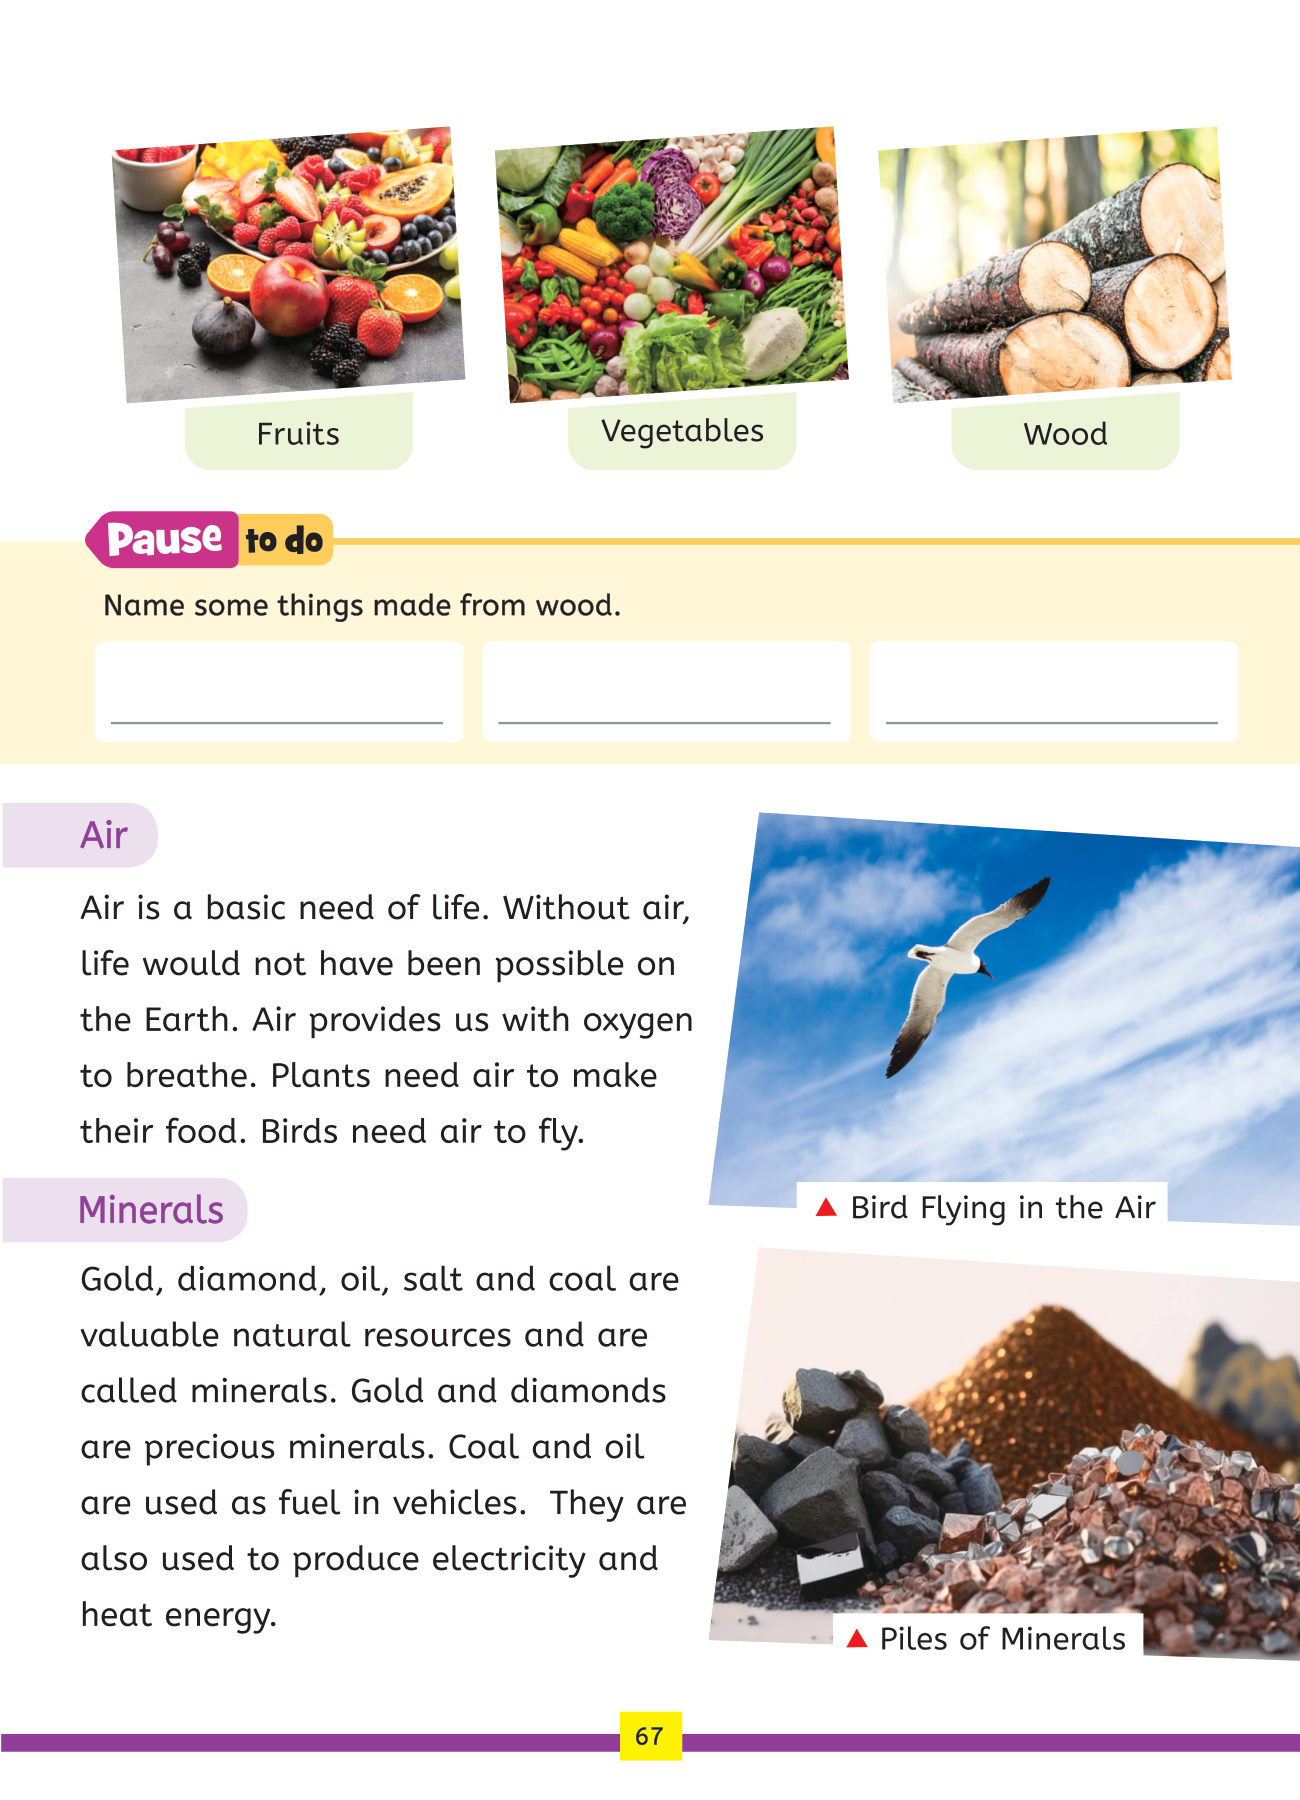 Fruits
Vegetables
Wood
Pause to do
Name some things made from wood.
Air
Air is a basic need of life. Without air,
life would not have been possible on
the Earth. Air provides us with oxygen
to breathe. Plants need air to make
their food. Birds need air to fly.
Bird Flying in the Air
Minerals
Gold, diamond, oil, salt and coal are
valuable natural resources and are
called minerals. Gold and diamonds
are precious minerals. Coal and oil
are used as fuel in vehicles.  They are
also used to produce electricity and
heat energy.
Piles of Minerals
67